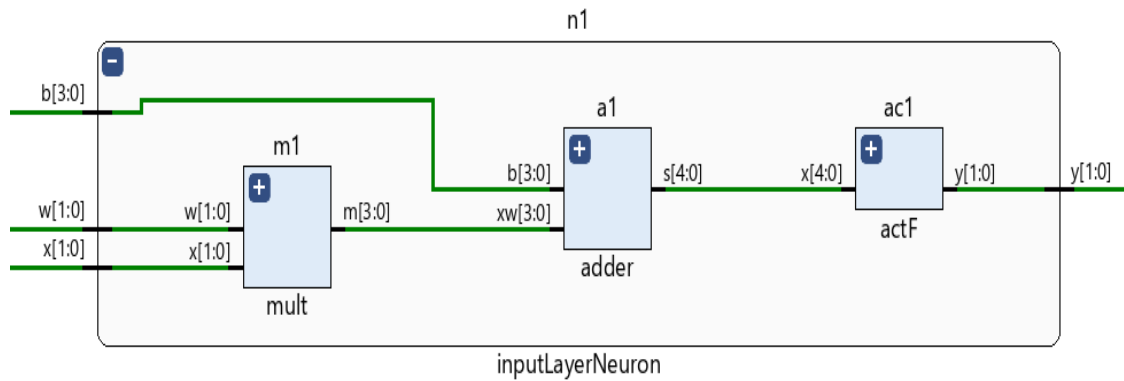 n1
b[3:0]
w[1:0]
x[1:0]
m1
w[1:0]
x[1:0]
m[3:0]
mult
a1
b[3:0]
xw[3:0]
s[4:0]
adder
ac1
x[4:0]
y[1:0]
actF
y[1:0]
inputLayerNeuron